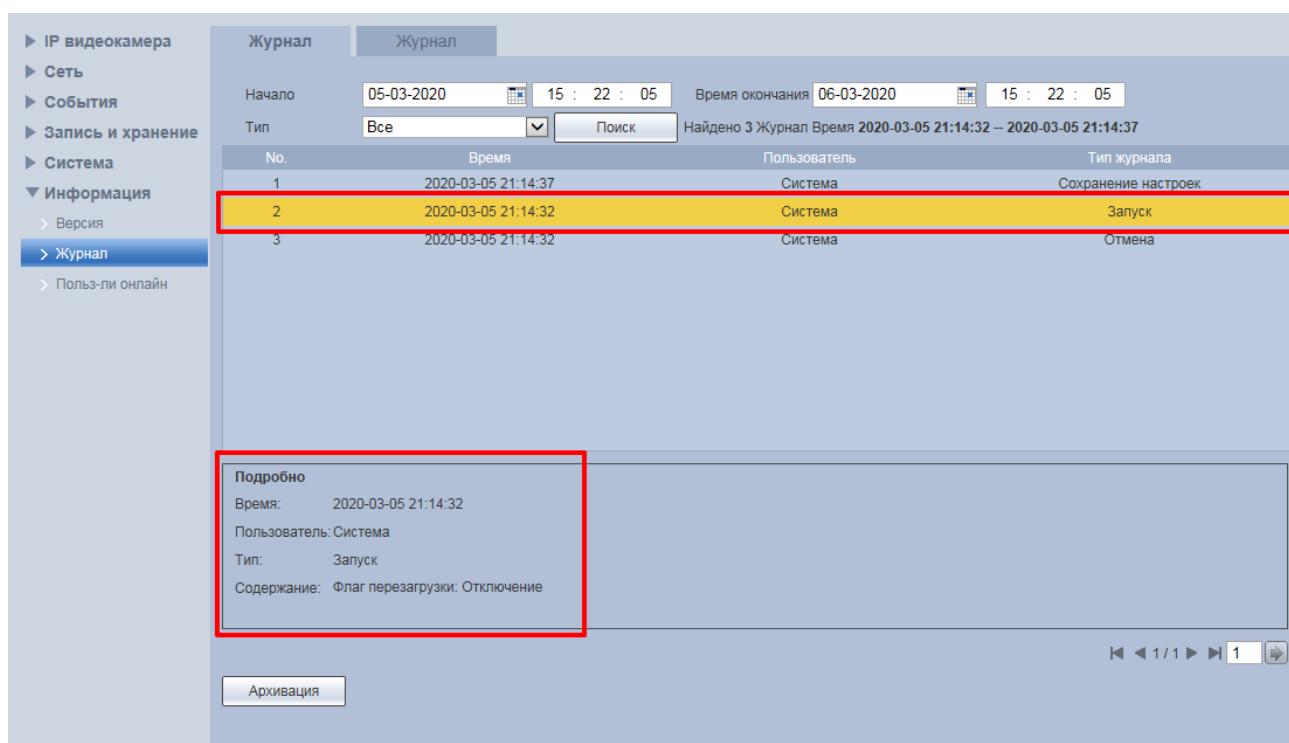 IP видеокамера
Сеть
События
Запись и хранение
Система
Информация
Версия
Журнал
Польз-ли онлайн
Журнал Журнал
Начало 05-03-2020 15 : 22 : 05 Время окончания 06-03-2020 15 : 22 : 05
Тип Все Поиск Найдено 3 Журнал Время 2020-03-05 21:14:32 -- 2020-03-05 21:14:37
No. Время Пользователь Тип журнала
1 2020-03-05 21:14:37 Система Сохранение настроек
2 2020-03-05 21:14:32 Система Запуск
3 2020-03-05 21:14:32 Система Отмена
Подробно
Время: 2020-03-05 21:14:32
Пользователь: Система
Тип: Запуск
Содержание: Флаг перезагрузки: Отключение
1 / 1 1
Архивация